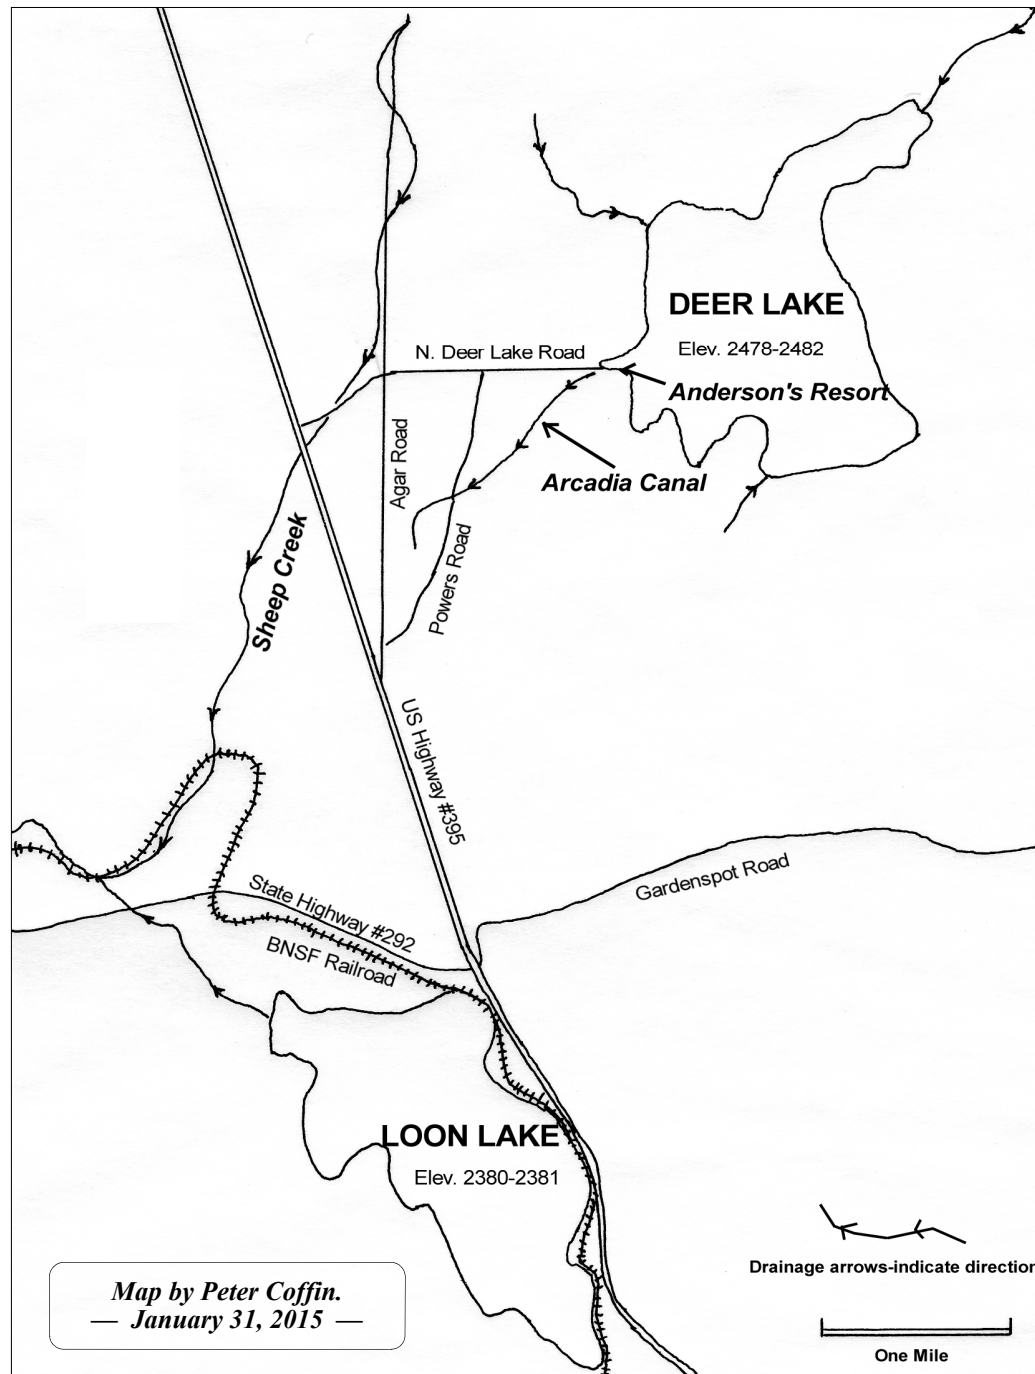 DEER LAKE
Elev. 2478-2482
N. Deer Lake Road
Anderson's Resort
Agar Road
Arcadia Canal
Powers Road
Sheep Creek
US Highway #395
Gardenspot Road
State Highway #292
BNSF Railroad
LOON LAKE
Elev. 2380-2381
Drainage arrows-indicate direction
Map by Peter Coffin.
— January 31, 2015 —
One Mile